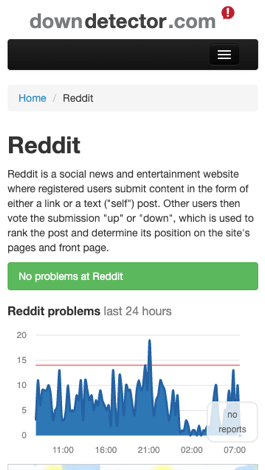 downdetector.com
Home / Reddit
Reddit
Reddit is a social news and entertainment website
where registered users submit content in the form of
either a link or a text ("self") post. Other users then
vote the submission "up" or "down", which is used to
rank the post and determine its position on the site's
pages and front page.
No problems at Reddit
Reddit problems last 24 hours
20
15
10
5
0
11:00 16:00 21:00 02:00 07:00
no
reports